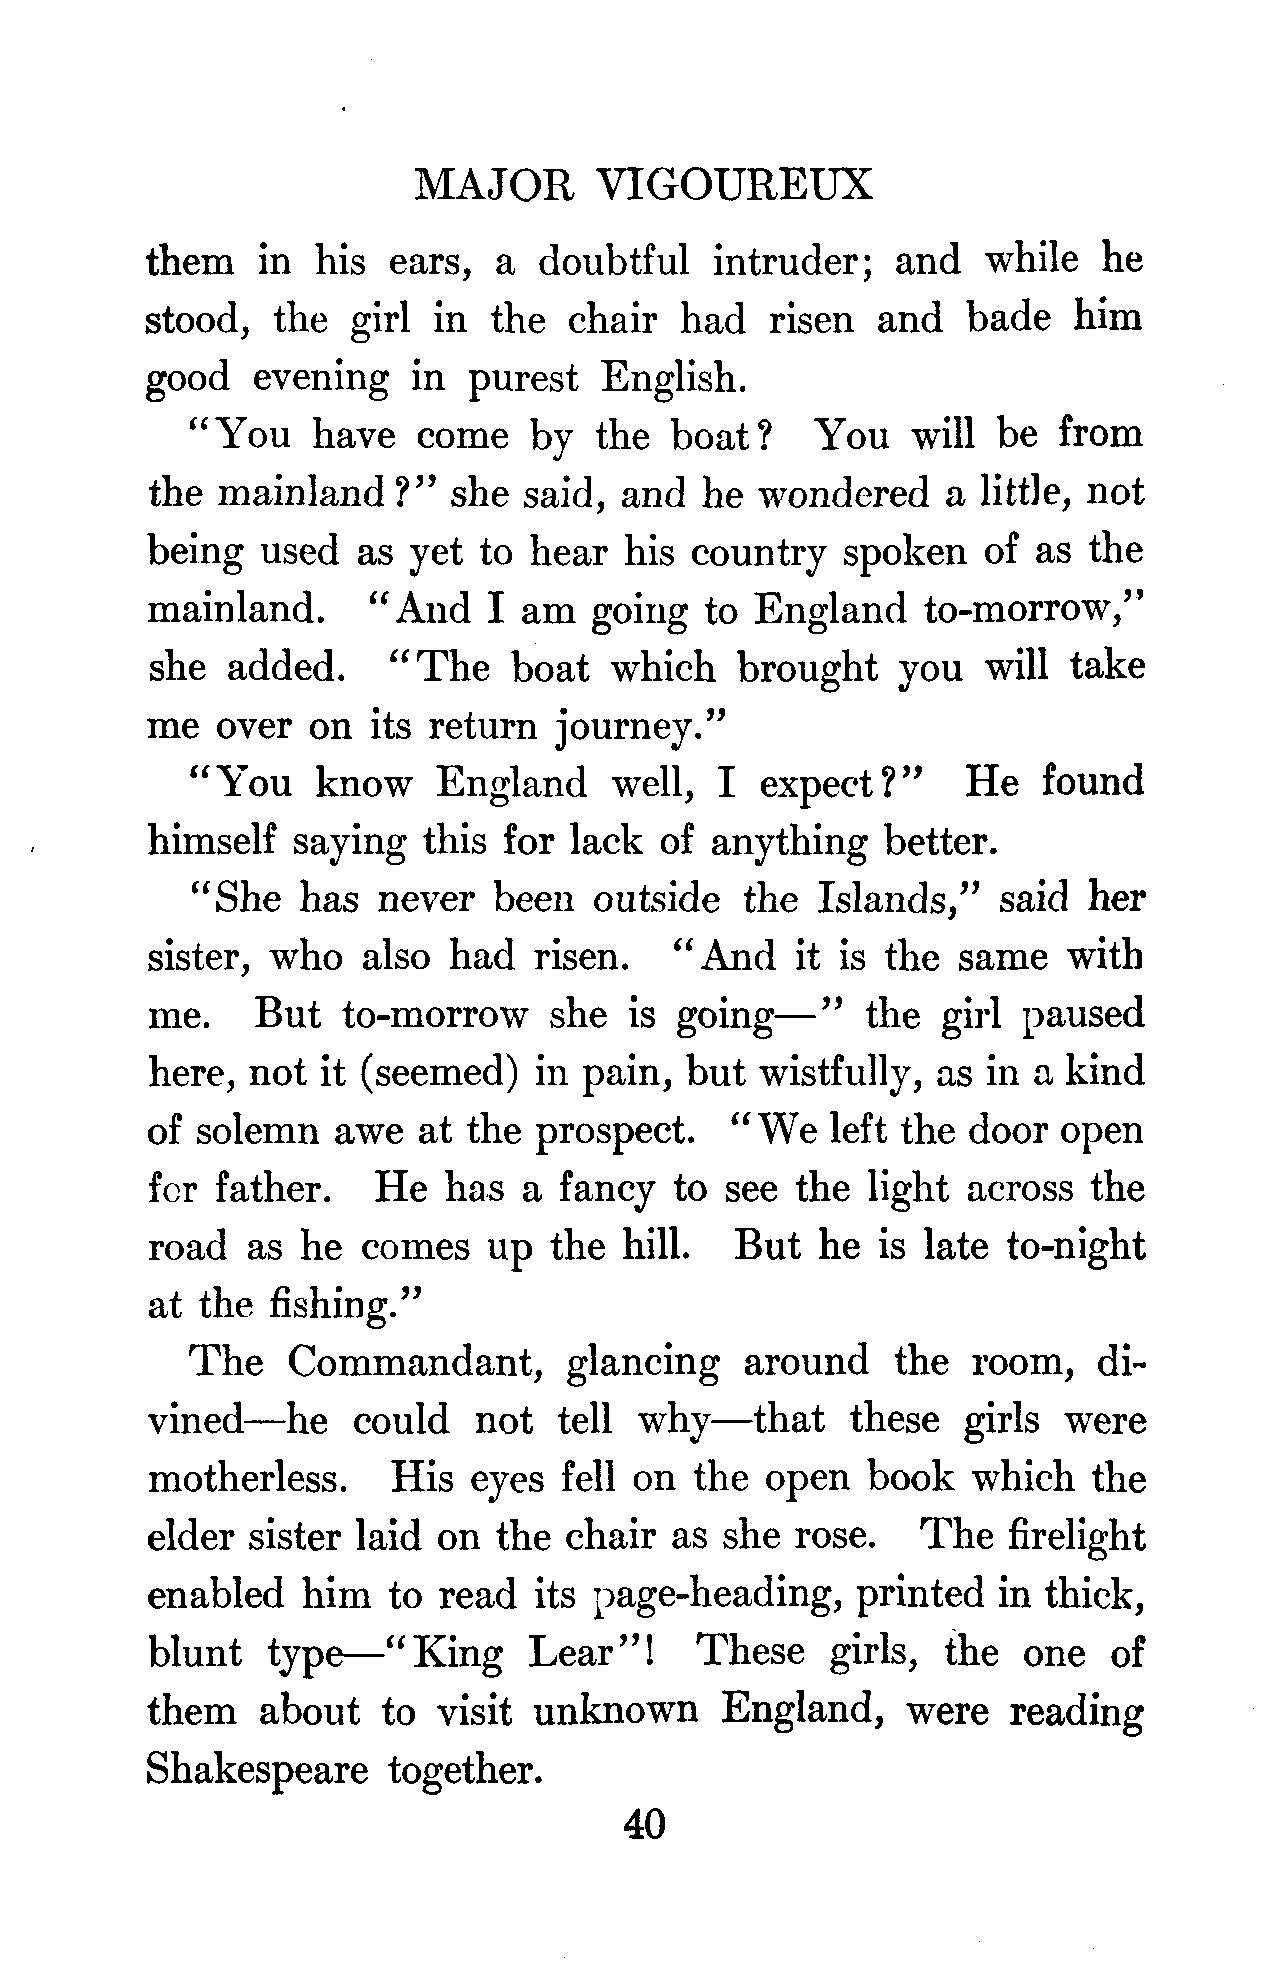 MAJOR VIGOUREUX
them in his ears, a doubtful intruder; and while he
stood, the girl in the chair had risen and bade him
good evening in purest English.
"You have come by the boat? You will be from
the mainland?" she said, and he wondered a little, not
being used as yet to hear his country spoken of as the
mainland. "And I am going to England to-morrow,"
she added. "The boat which brought you will take
me over on its return journey."
"You know England well, I expect?" He found
himself saying this for lack of anything better.
"She has never been outside the Islands," said her
sister, who also had risen. "And it is the same with
me. But to-morrow she is going—" the girl paused
here, not it (seemed) in pain, but wistfully, as in a kind
of solemn awe at the prospect. "We left the door open
for father. He has a fancy to see the light across the
road as he comes up the hill. But he is late to-night
at the fishing."
The Commandant, glancing around the room, di-
vined—he could not tell why—that these girls were
motherless. His eyes fell on the open book which the
elder sister laid on the chair as she rose. The firelight
enabled him to read its page-heading, printed in thick,
blunt type—"King Lear"! These girls, the one of
them about to visit unknown England, were reading
Shakespeare together.
40